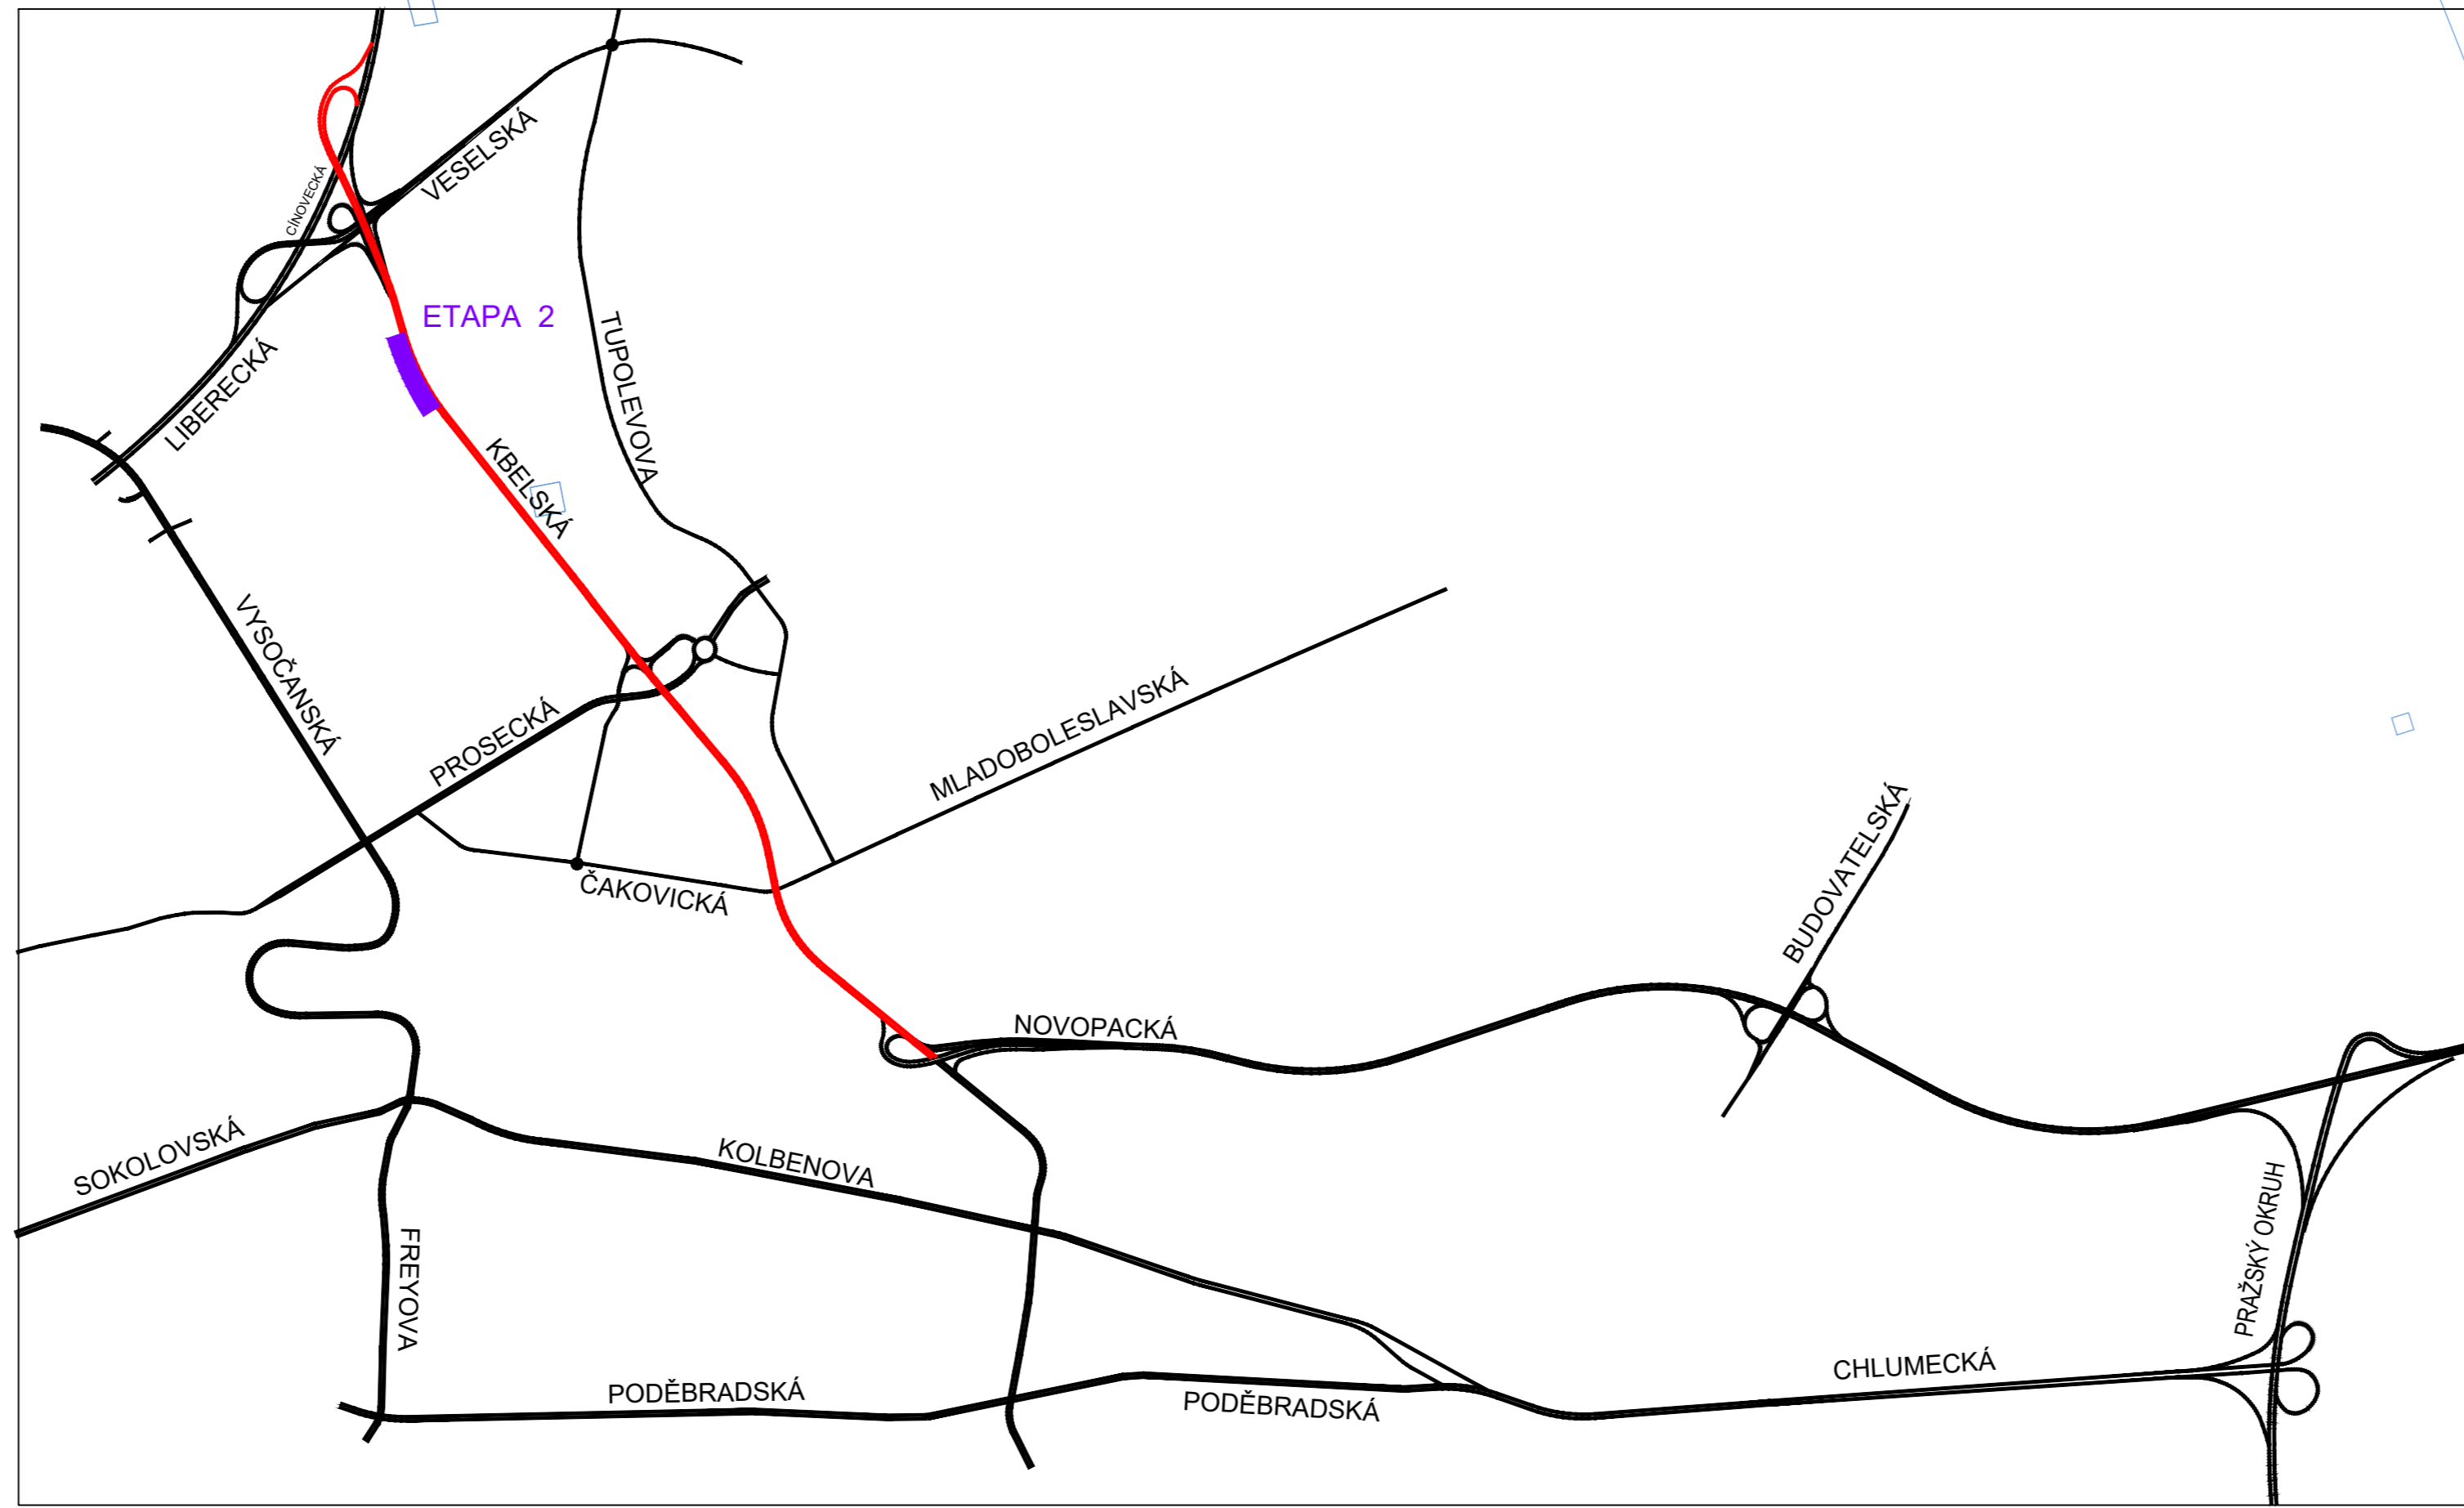 VESELSKÁ
CÍNOVECKÁ
ETAPA 2
LIBERECKÁ
TUPOLEVOVA
KBELSKÁ
VYSOČANSKÁ
PROSECKÁ
MLADOBOLESLAVSKÁ
BUDOVATELSKÁ
ČAKOVICKÁ
NOVOPACKÁ
SOKOLOVSKÁ
KOLBENOVA
PRAŽSKÝ OKRUH
FREYOVA
CHLUMECKÁ
PODĚBRADSKÁ
PODĚBRADSKÁ